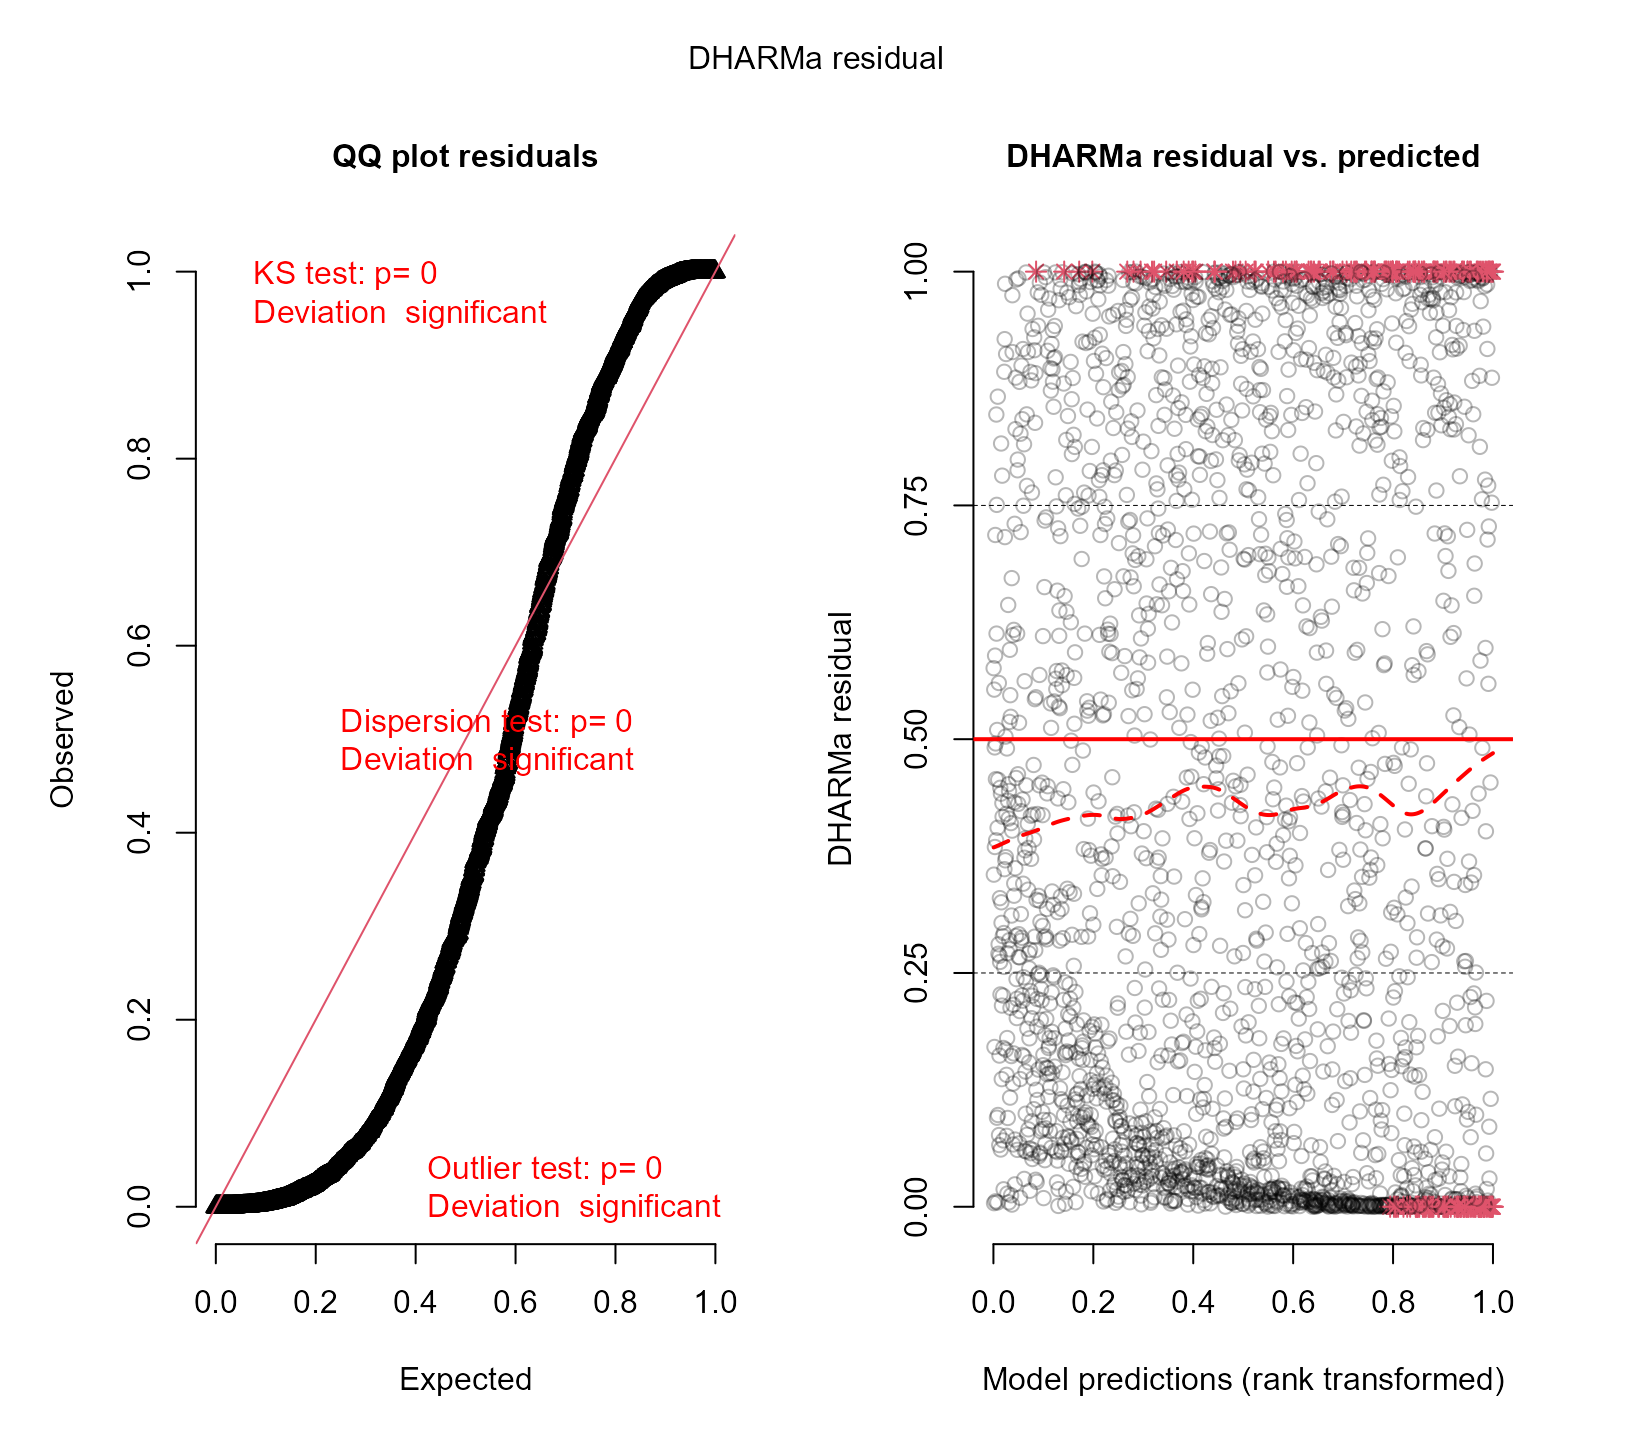 DHARMa residual
QQ plot residuals
KS test: p= 0
Deviation  significant
Dispersion test: p= 0
Deviation  significant
Outlier test: p= 0
Deviation  significant
Observed
0.0
0.2
0.4
0.6
0.8
1.0
0.0 0.2 0.4 0.6 0.8 1.0
Expected
DHARMa residual vs. predicted
DHARMa residual
0.00
0.25
0.50
0.75
1.00
0.0 0.2 0.4 0.6 0.8 1.0
Model predictions (rank transformed)